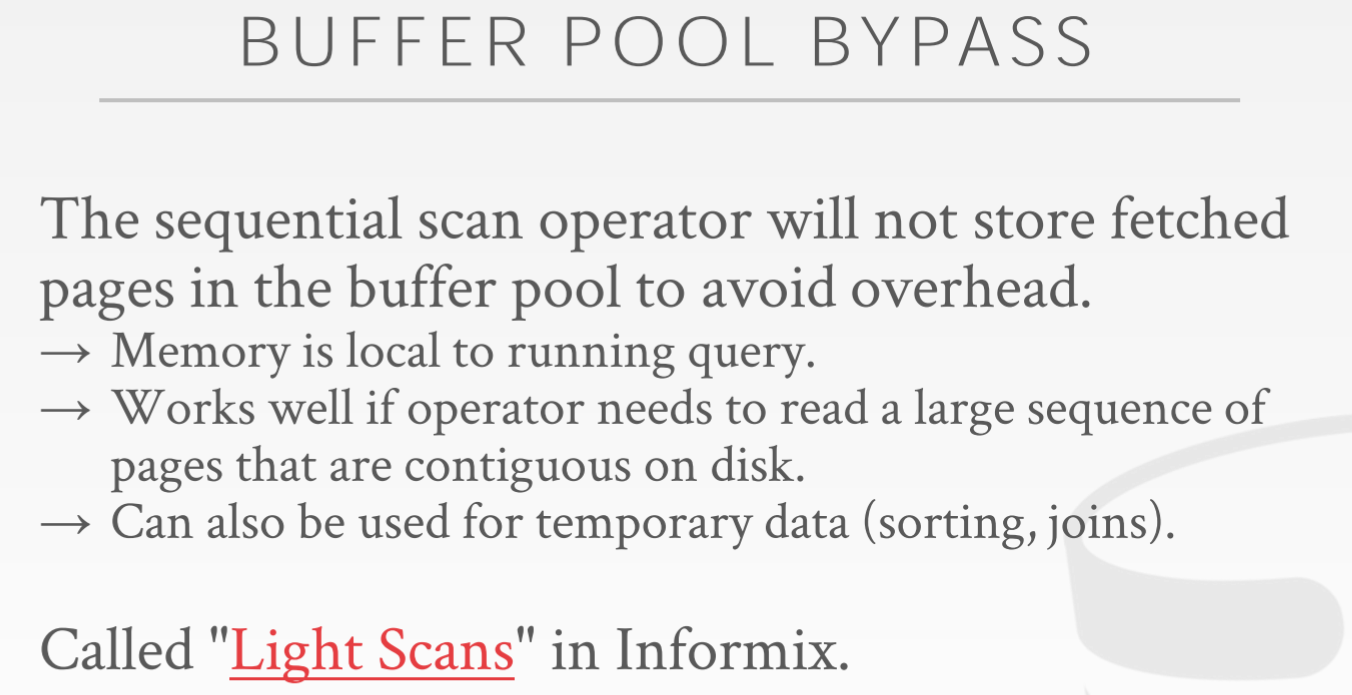 BUFFER POOL BYPASS
The sequential scan operator will not store fetched
pages in the buffer pool to avoid overhead.
→ Memory is local to running query.
→ Works well if operator needs to read a large sequence of
pages that are contiguous on disk.
→ Can also be used for temporary data (sorting, joins).
Called "Light Scans" in Informix.